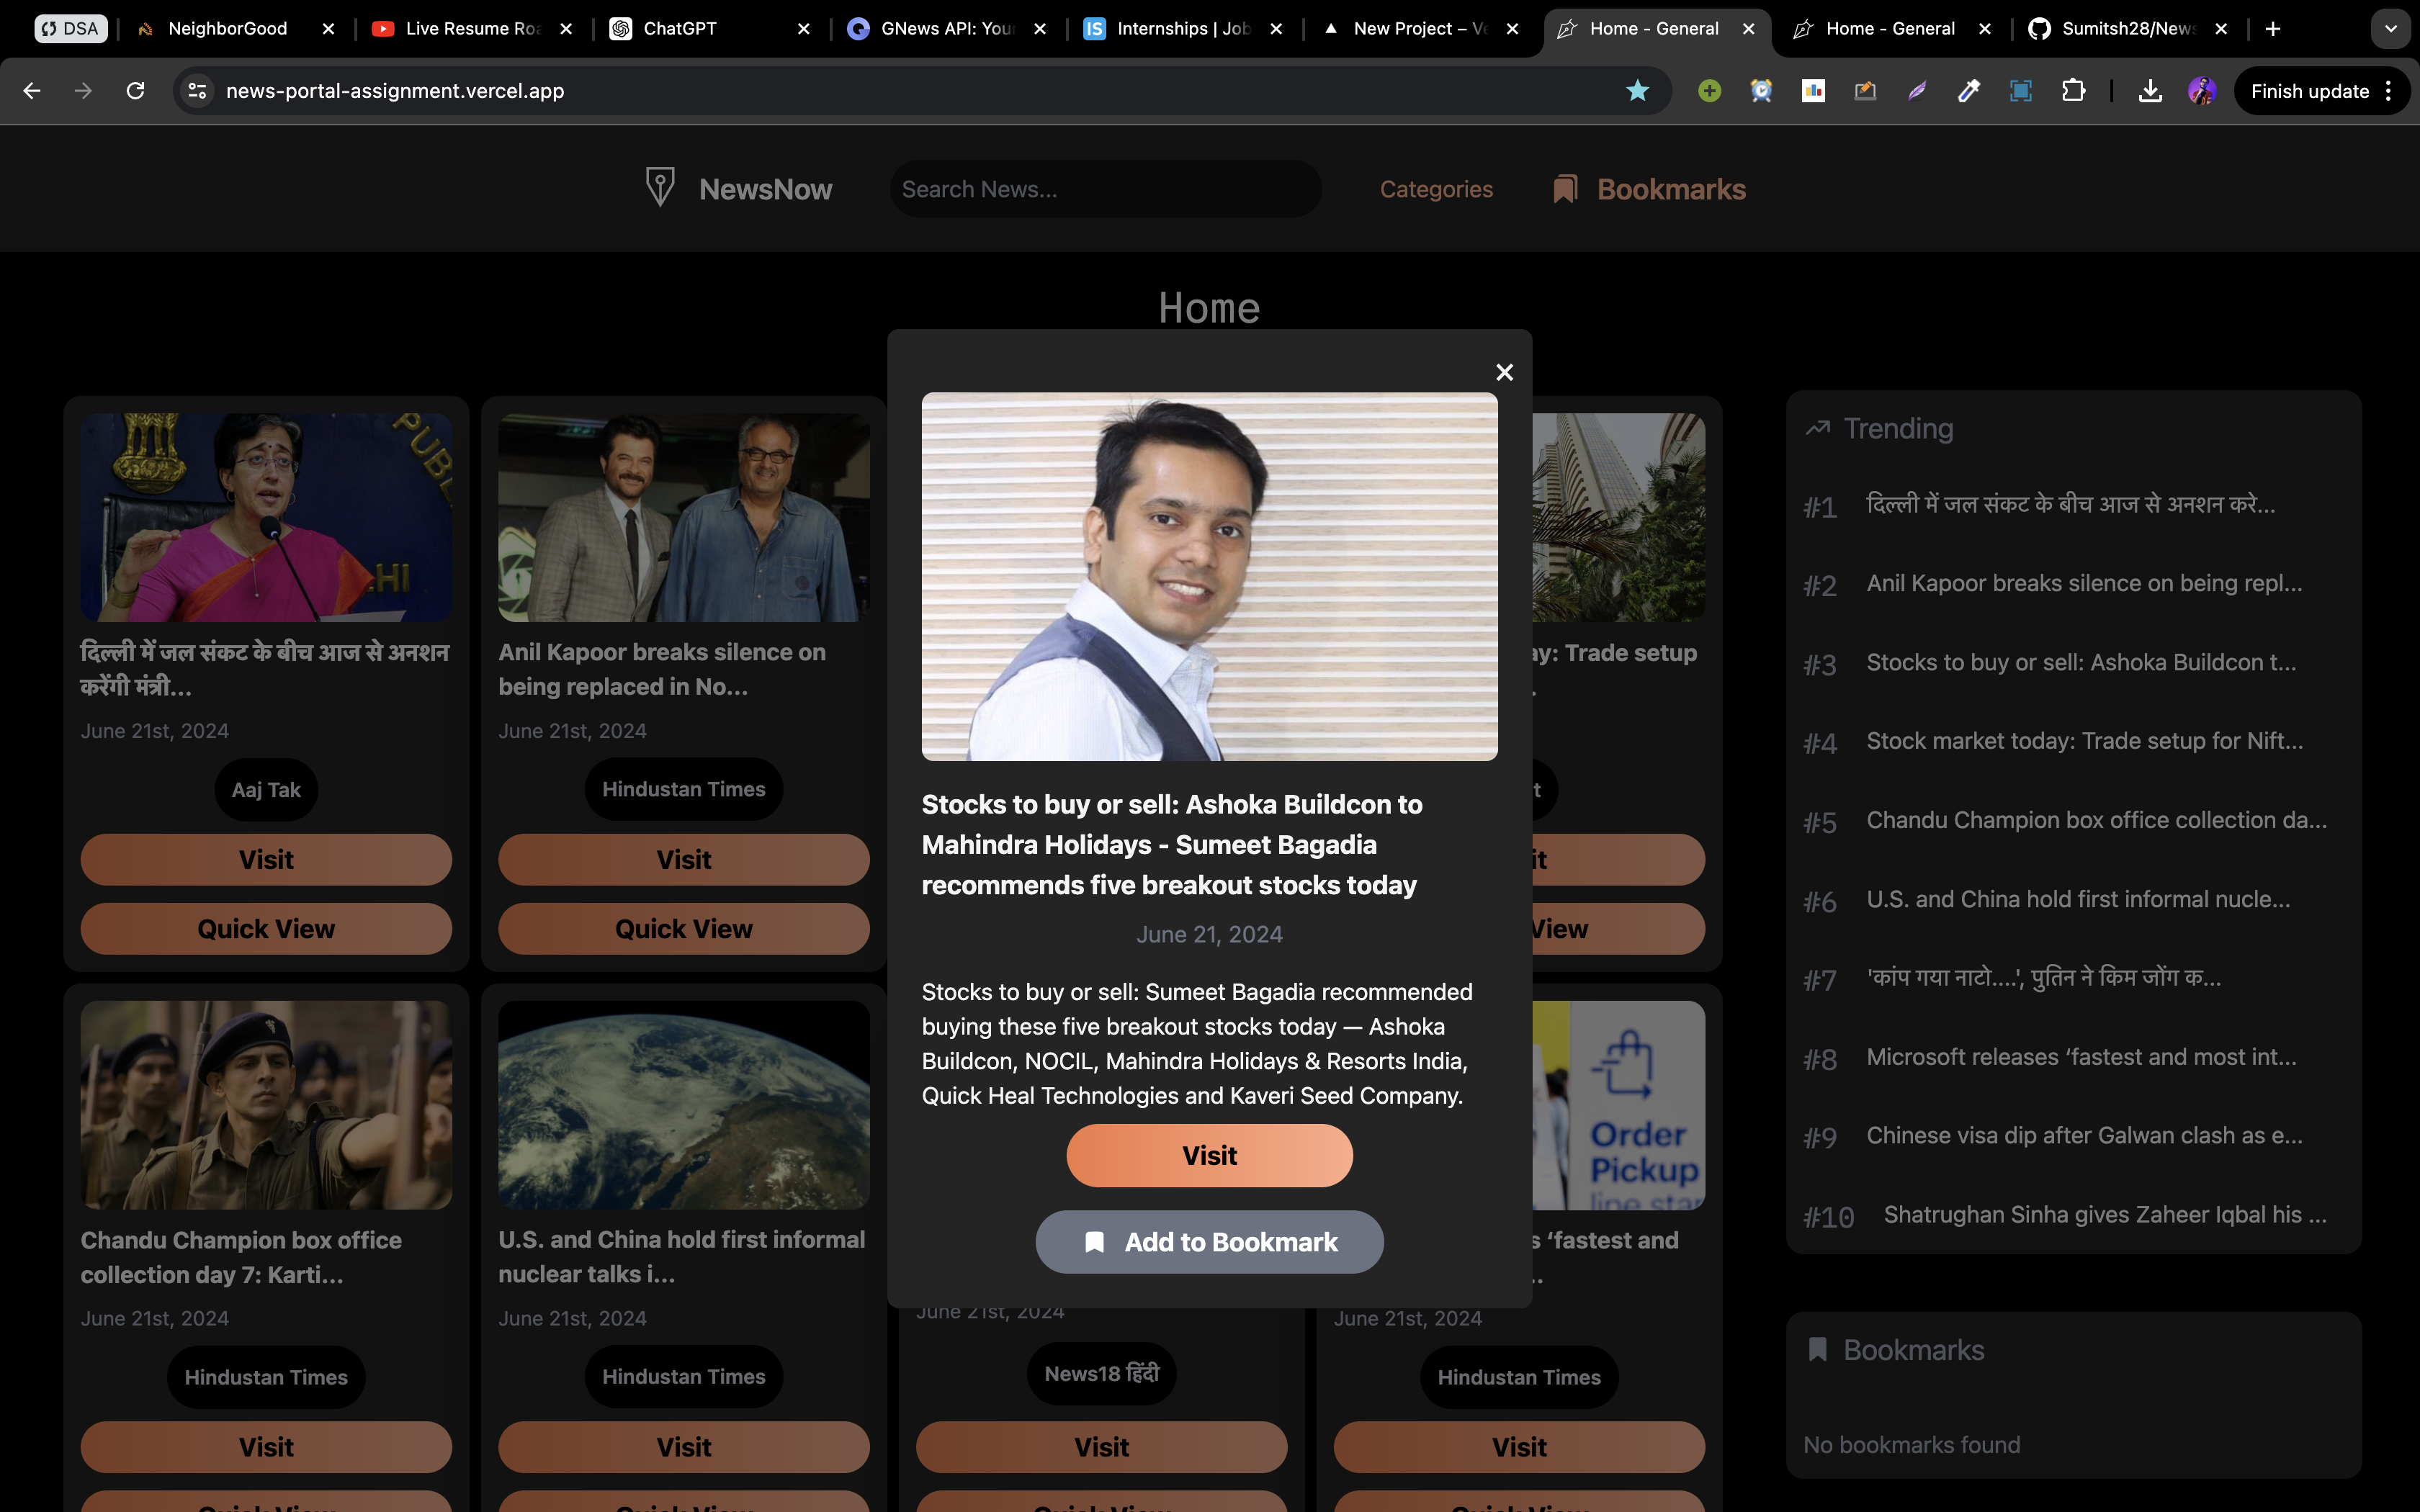 DSA
NeighborGood
Live Resume Roa
ChatGPT
GNews API: Your
Internships | Job
New Project – Ve
Home - General
Home - General
Sumitsh28/News
news-portal-assignment.vercel.app
Finish update
NewsNow
Search News...
Categories
Bookmarks
Home
PUBL
HI
दिल्ली में जल संकट के बीच आज से अनशन
करेंगी मंत्री...
June 21st, 2024
Aaj Tak
Visit
Quick View
Anil Kapoor breaks silence on
being replaced in No...
June 21st, 2024
Hindustan Times
Visit
Quick View
Stocks to buy or sell: Ashoka Buildcon to
Mahindra Holidays - Sumeet Bagadia
recommends five breakout stocks today
June 21, 2024
Stocks to buy or sell: Sumeet Bagadia recommended
buying these five breakout stocks today — Ashoka
Buildcon, NOCIL, Mahindra Holidays & Resorts India,
Quick Heal Technologies and Kaveri Seed Company.
Visit
Add to Bookmark
ay: Trade setup
.
t
it
View
Chandu Champion box office
collection day 7: Karti...
June 21st, 2024
Hindustan Times
Visit
Quick View
U.S. and China hold first informal
nuclear talks i...
June 21st, 2024
Hindustan Times
Visit
Quick View
June 21st, 2024
News18 हिंदी
Visit
Quick View
Order
Pickup
line star
s ‘fastest and
..
June 21st, 2024
Hindustan Times
Visit
Quick View
Trending
#1 दिल्ली में जल संकट के बीच आज से अनशन करे...
#2 Anil Kapoor breaks silence on being repl...
#3 Stocks to buy or sell: Ashoka Buildcon t...
#4 Stock market today: Trade setup for Nift...
#5 Chandu Champion box office collection da...
#6 U.S. and China hold first informal nucle...
#7 'कांप गया नाटो....', पुतिन ने किम जोंग क...
#8 Microsoft releases ‘fastest and most int...
#9 Chinese visa dip after Galwan clash as e...
#10 Shatrughan Sinha gives Zaheer Iqbal his ...
Bookmarks
No bookmarks found